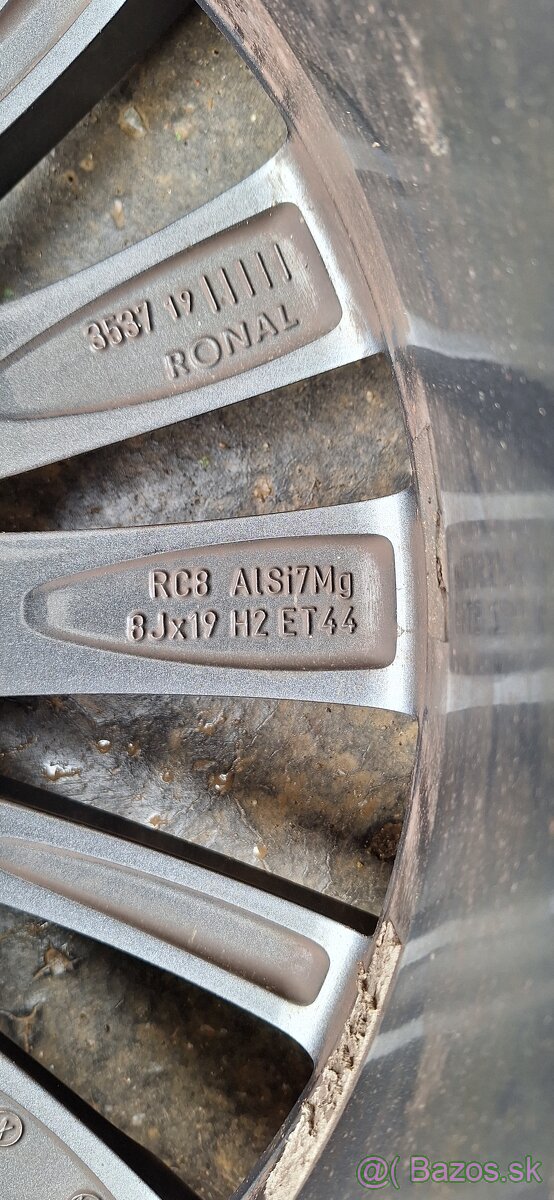 3537 19 ||||||
RONAL
RC8 AlSi7Mg
8Jx19 H2 ET44
@( Bazos.sk